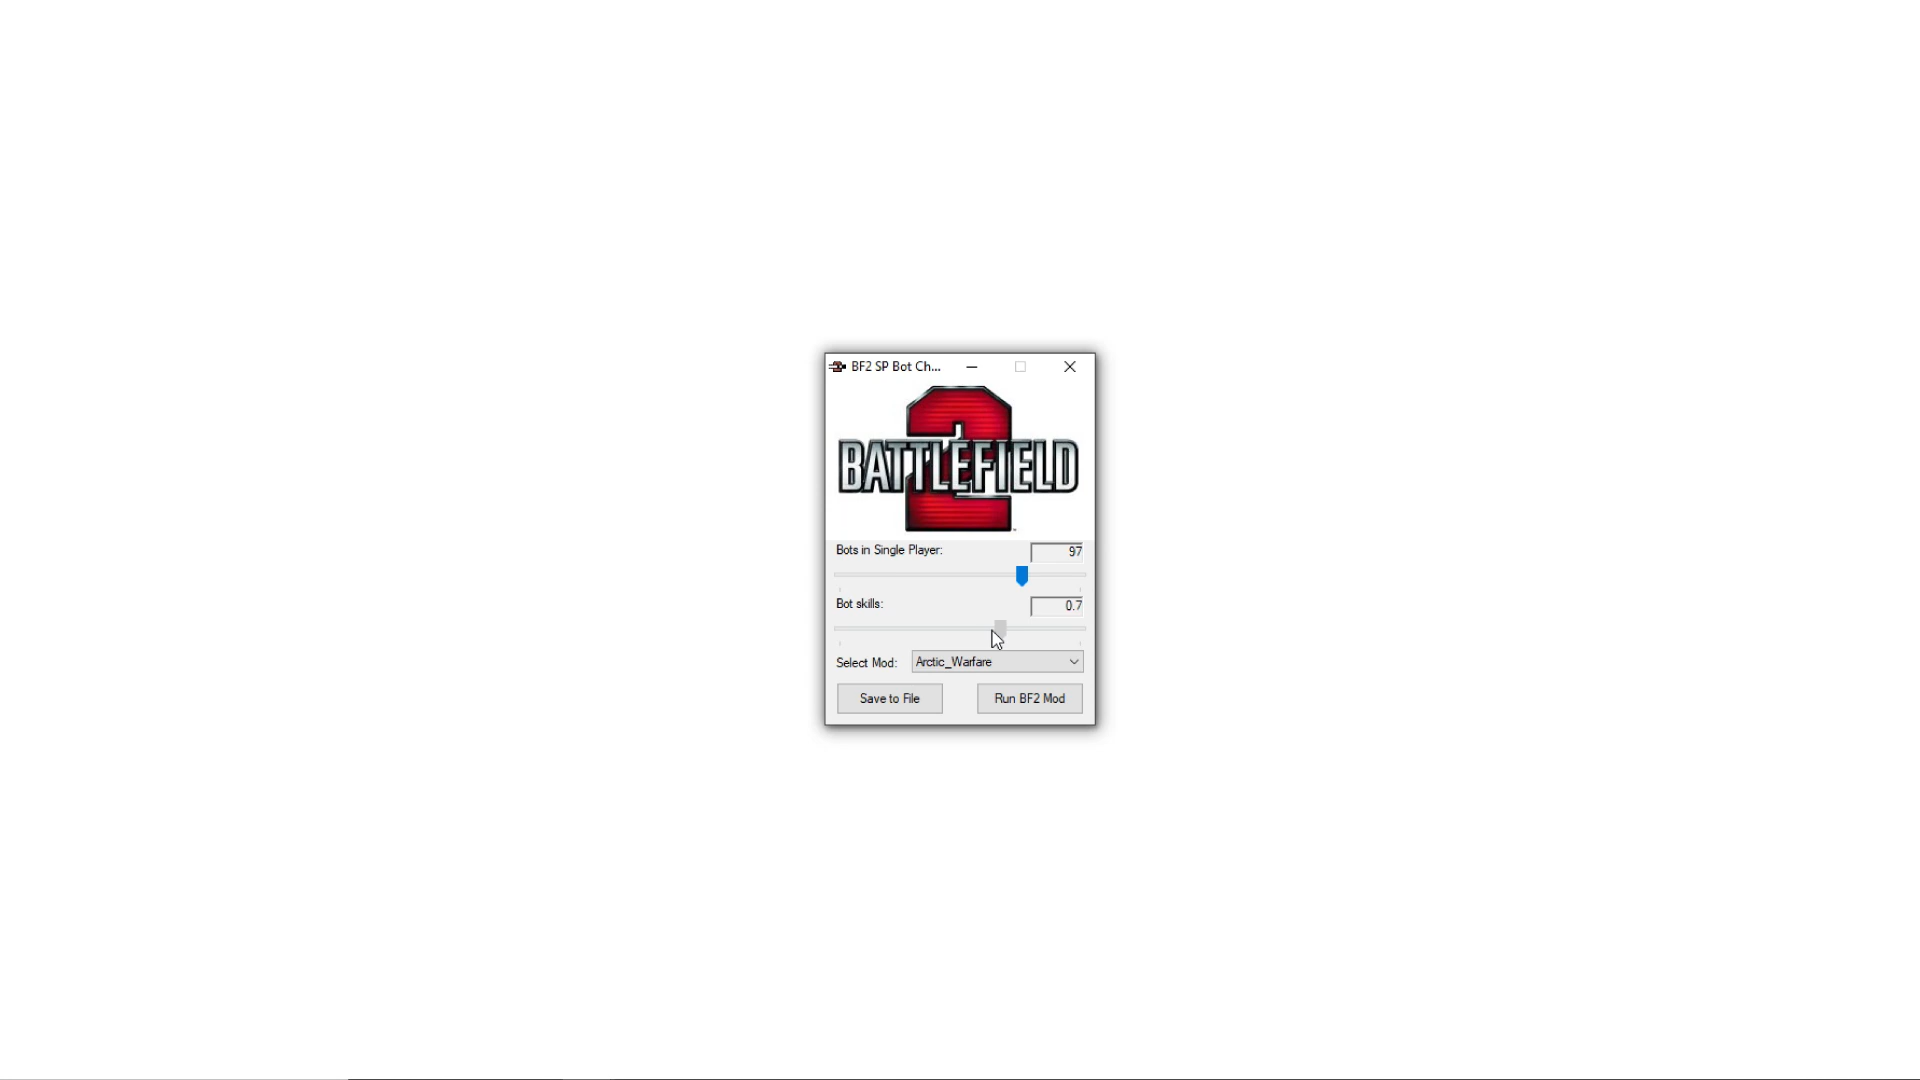 BF2 SP Bot Ch...
2
BATTLEFIELD
Bots in Single Player: 97
Bot skills: 0.7
Select Mod: Arctic_Warfare
Save to File Run BF2 Mod